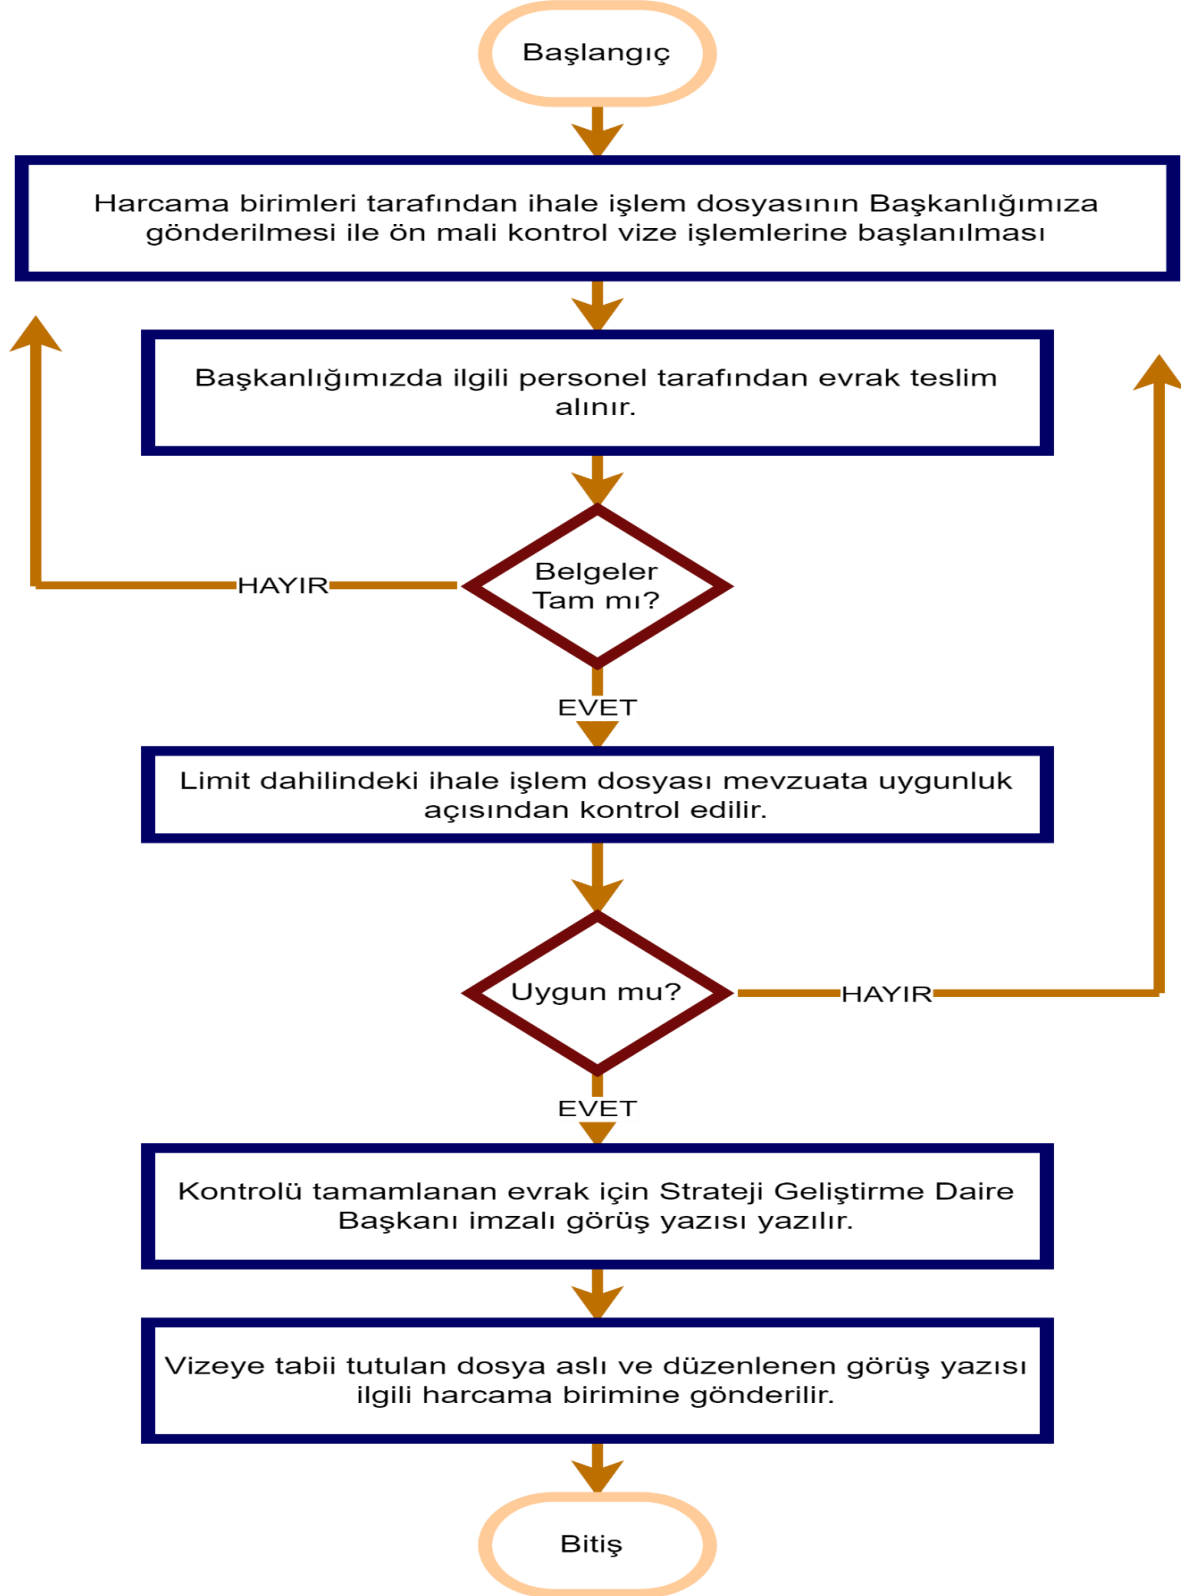 Başlangıç
Harcama birimleri tarafından ihale işlem dosyasının Başkanlığımıza
gönderilmesi ile ön mali kontrol vize işlemlerine başlanılması
Başkanlığımızda ilgili personel tarafından evrak teslim
alınır.
Belgeler
Tam mı?
HAYIR
EVET
Limit dahilindeki ihale işlem dosyası mevzuata uygunluk
açısından kontrol edilir.
Uygun mu?
HAYIR
EVET
Kontrolü tamamlanan evrak için Strateji Geliştirme Daire
Başkanı imzalı görüş yazısı yazılır.
Vizeye tabii tutulan dosya aslı ve düzenlenen görüş yazısı
ilgili harcama birimine gönderilir.
Bitiş